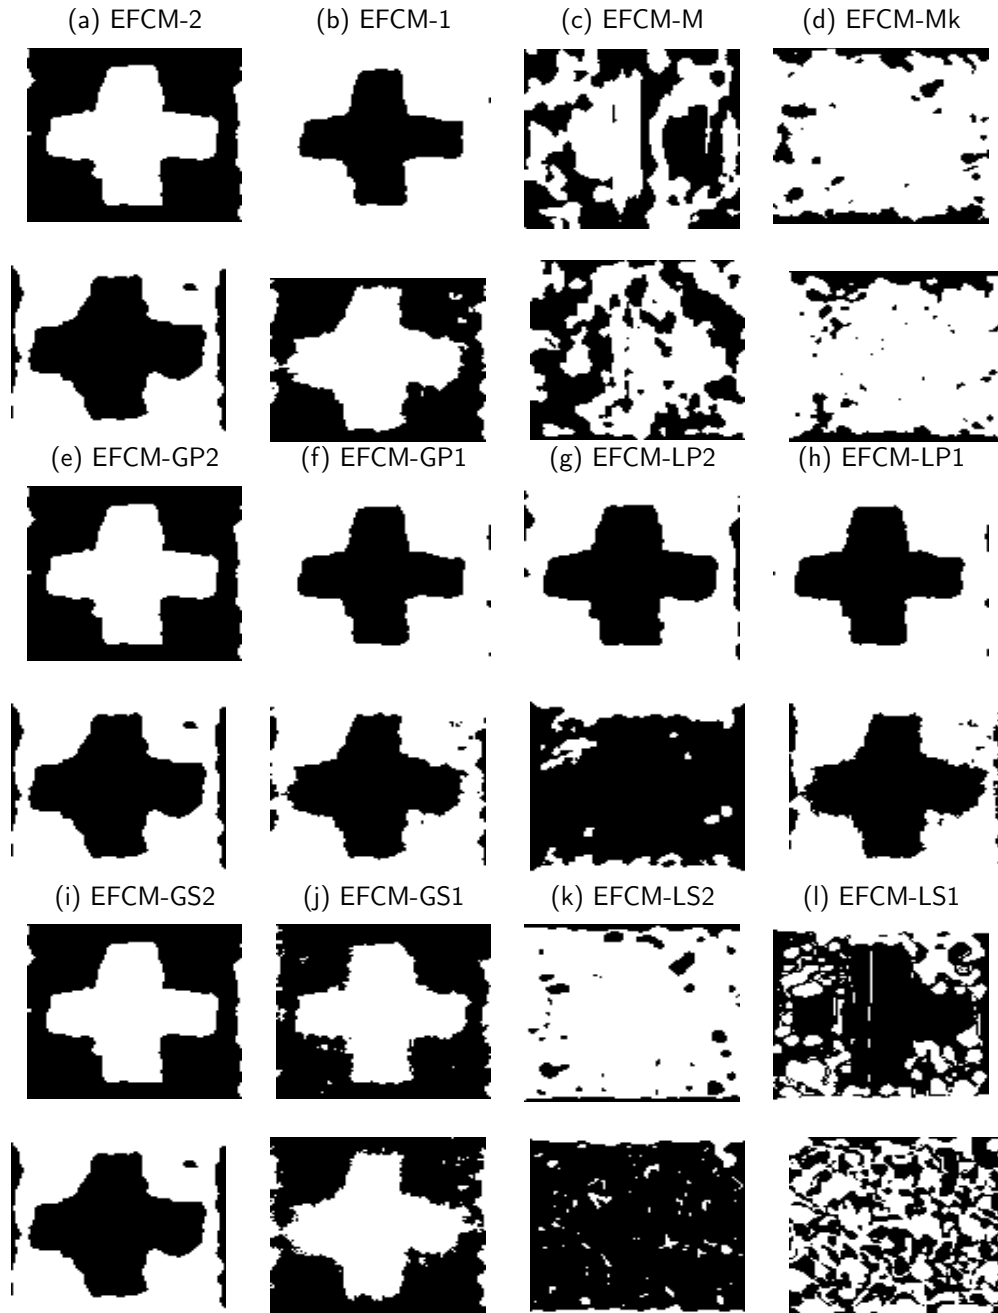 (a) EFCM-2 (b) EFCM-1 (c) EFCM-M (d) EFCM-Mk
(e) EFCM-GP2 (f) EFCM-GP1 (g) EFCM-LP2 (h) EFCM-LP1
(i) EFCM-GS2 (j) EFCM-GS1 (k) EFCM-LS2 (l) EFCM-LS1